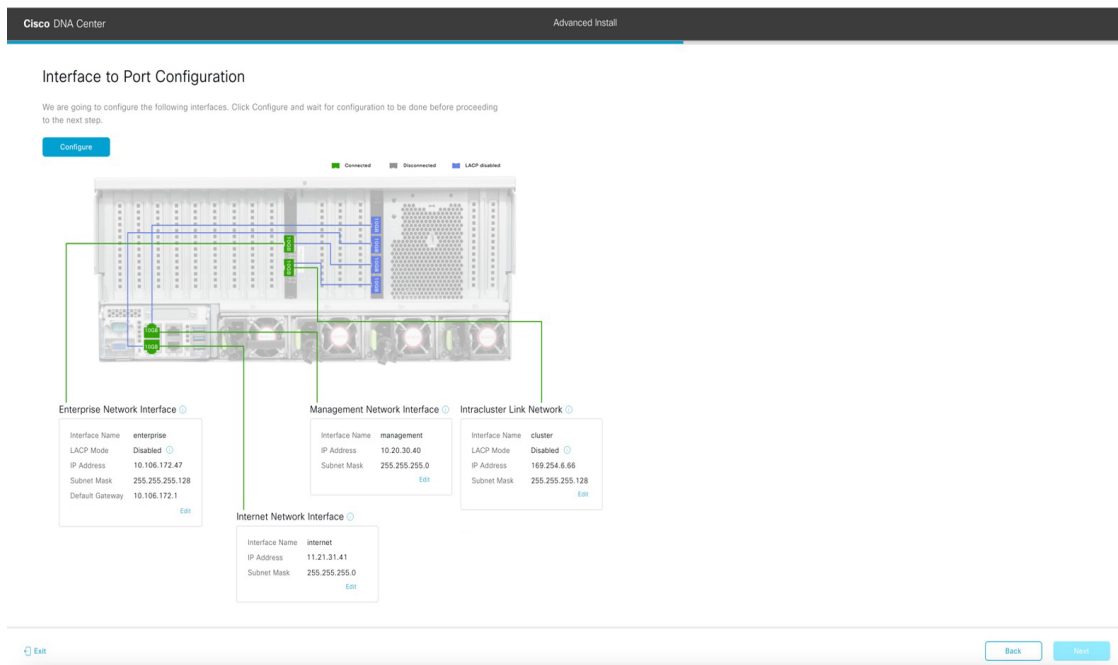 Cisco DNA Center
Advanced Install
Interface to Port Configuration
We are going to configure the following interfaces. Click Configure and wait for configuration to be done before proceeding
to the next step.
Configure
Connected
Disconnected
LACP disabled
10GB
10GB
10GB
10GB
10GB
10GB
10GB
10GB
Enterprise Network Interface
Interface Name enterprise
LACP Mode Disabled
IP Address 10.106.172.47
Subnet Mask 255.255.255.128
Default Gateway 10.106.172.1
Edit
Management Network Interface
Interface Name management
IP Address 10.20.30.40
Subnet Mask 255.255.255.0
Edit
Intracluster Link Network
Interface Name cluster
LACP Mode Disabled
IP Address 169.254.6.66
Subnet Mask 255.255.255.128
Edit
Internet Network Interface
Interface Name internet
IP Address 11.21.31.41
Subnet Mask 255.255.255.0
Edit
Exit
Back
Next